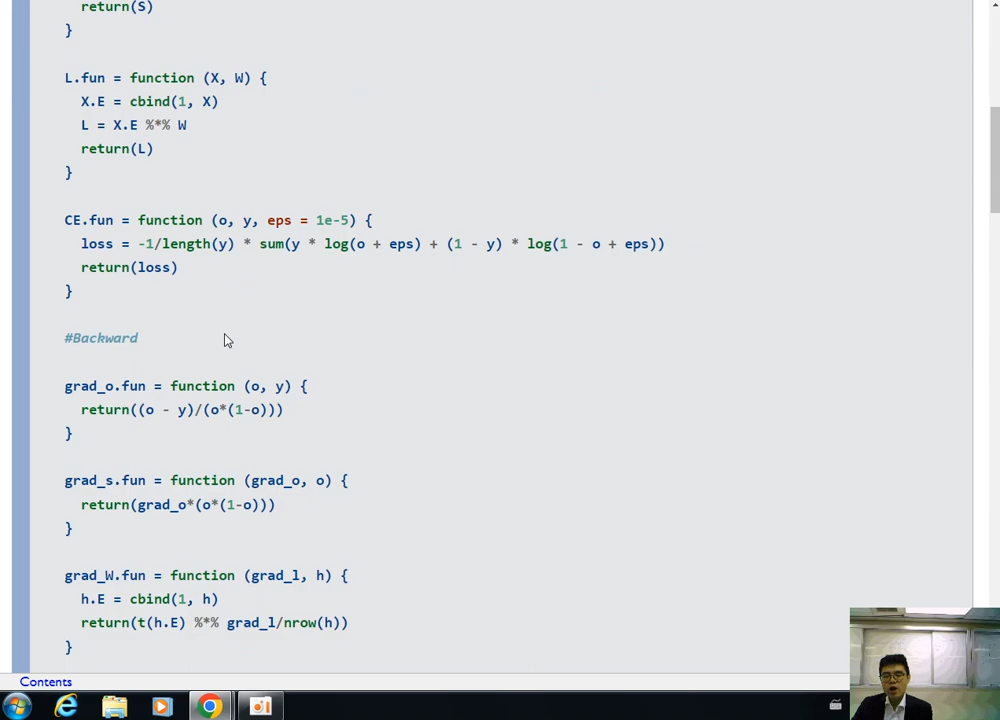 return(S)
}
L.fun = function (X, W) {
X.E = cbind(1, X)
L = X.E %*% W
return(L)
}
CE.fun = function (o, y, eps = 1e-5) {
loss = -1/length(y) * sum(y * log(o + eps) + (1 - y) * log(1 - o + eps))
return(loss)
}
#Backward
grad_o.fun = function (o, y) {
return((o - y)/(o*(1-o)))
}
grad_s.fun = function (grad_o, o) {
return(grad_o*(o*(1-o)))
}
grad_W.fun = function (grad_l, h) {
h.E = cbind(1, h)
return(t(h.E) %*% grad_l/nrow(h))
}
Contents